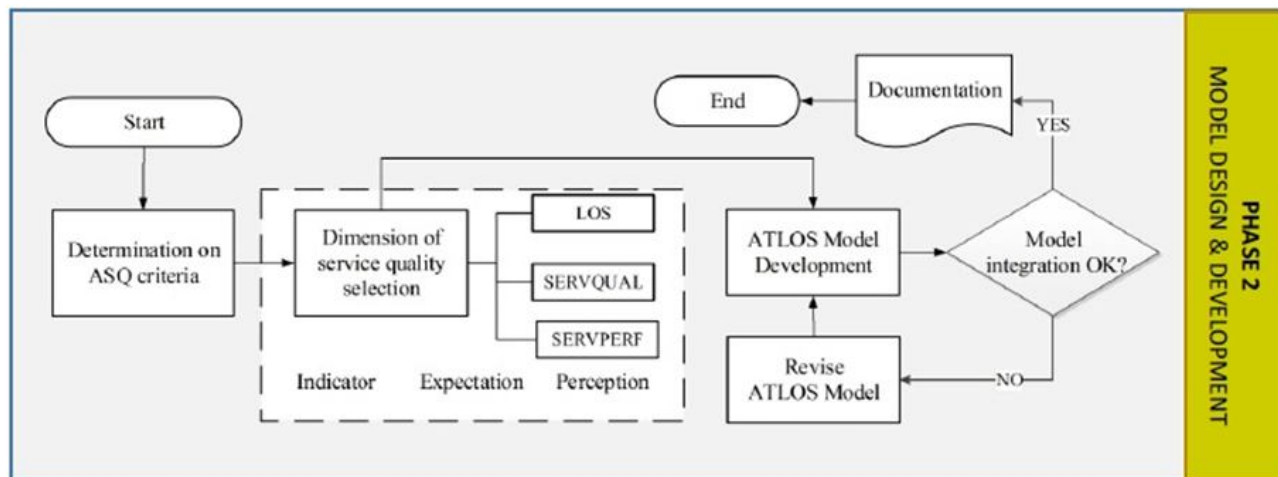 Start
Determination on
ASQ criteria
Dimension of
service quality
selection
LOS
SERVQUAL
SERVPERF
Indicator
Expectation
Perception
ATLOS Model
Development
Revise
ATLOS Model
Model
integration OK?
NO
YES
Documentation
End
PHASE 2
MODEL DESIGN & DEVELOPMENT